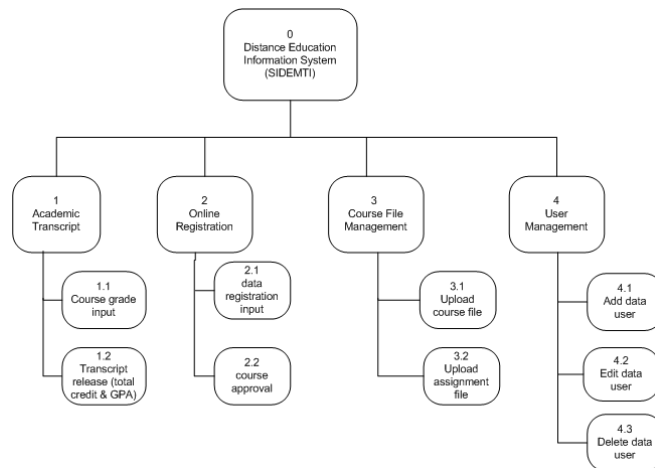 0
Distance Education
Information System
(SIDEMTI)
1
Academic
Transcript
2
Online
Registration
3
Course File
Management
4
User
Management
1.1
Course grade
input
2.1
data
registration
input
3.1
Upload
course file
4.1
Add data
user
1.2
Transcript
release (total
credit & GPA)
2.2
course
approval
3.2
Upload
assignment
file
4.2
Edit data
user
4.3
Delete data
user